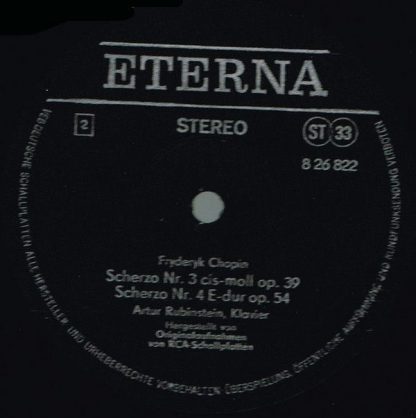 ETERNA
2
STEREO
ST 33
8 26 822
Fryderyk Chopin
Scherzo Nr. 3 cis-moll op. 39
Scherzo Nr. 4 E-dur op. 54
Artur Rubinstein, Klavier
Hergestellt von
Originalaufnahmen
von RCA-Schallplatten
VEB DEUTSCHE SCHALLPLATTEN ALLE HERSTELLER- UND URHEBERRECHTE VORBEHALTEN ÜBERSPIELUNG, ÖFFENTLICHE AUFFÜHRUNG UND RUNDFUNKSENDUNG VERBOTEN